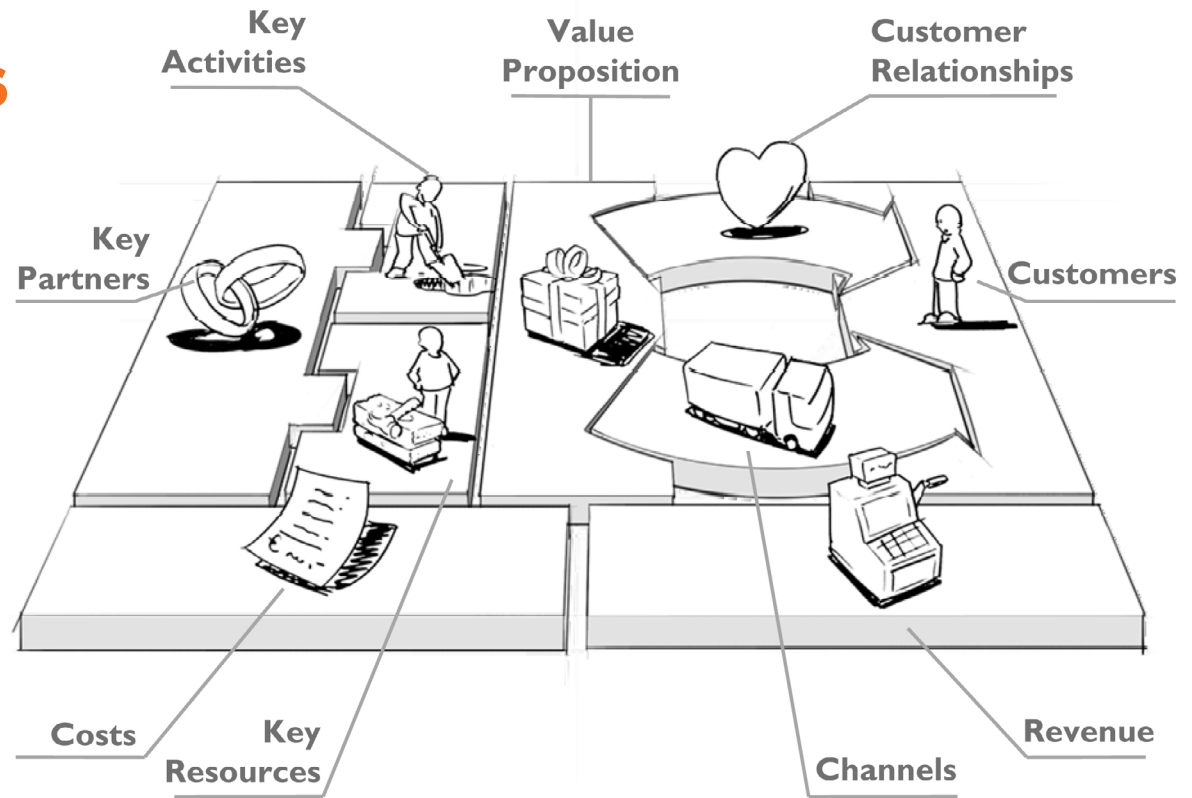 Key
Activities
Value
Proposition
Customer
Relationships
s
Key
Partners
Customers
Costs
Key
Resources
Channels
Revenue